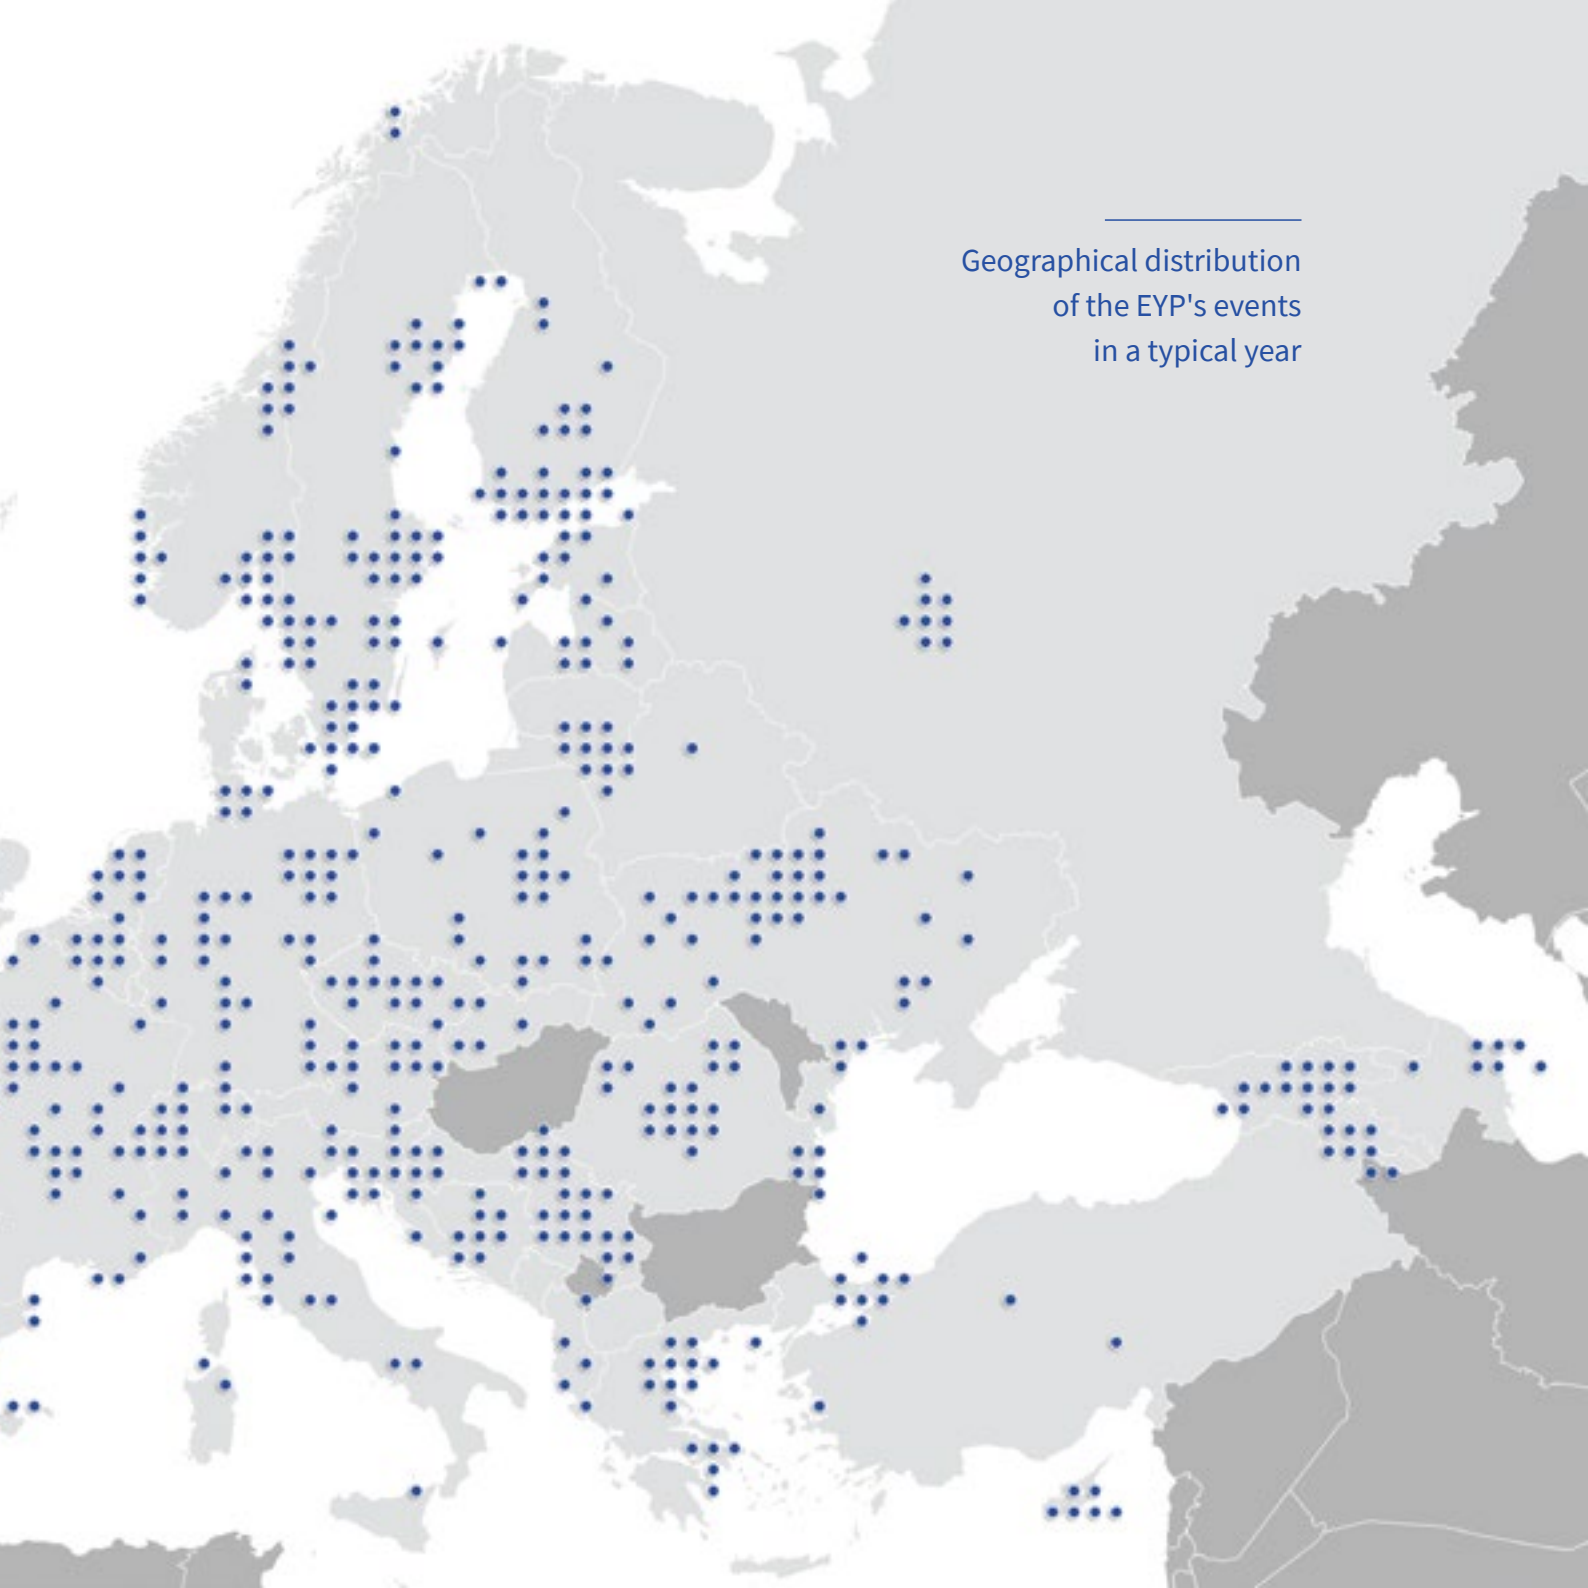 Geographical distribution
of the EYP's events
in a typical year